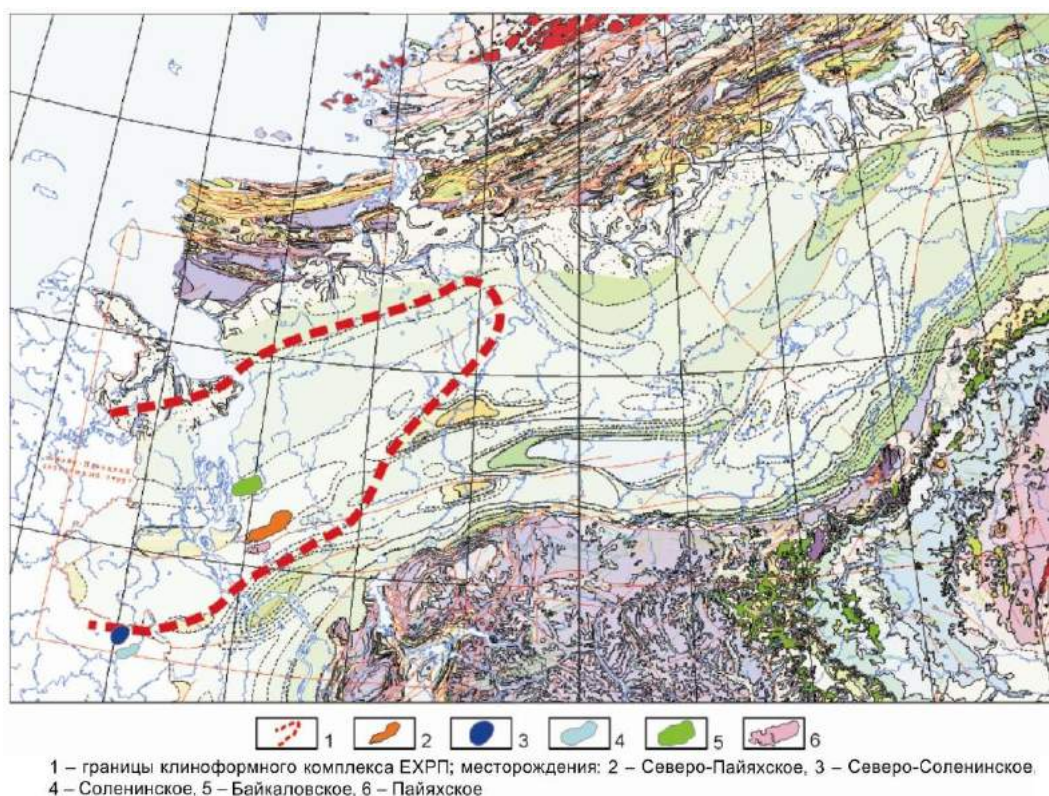 1 2 3 4 5 6
1 – границы клиноформного комплекса ЕХРП; месторождения: 2 – Северо-Пайяхское, 3 – Северо-Соленинское,
4 – Соленинское, 5 – Байкаловское, 6 – Пайяхское